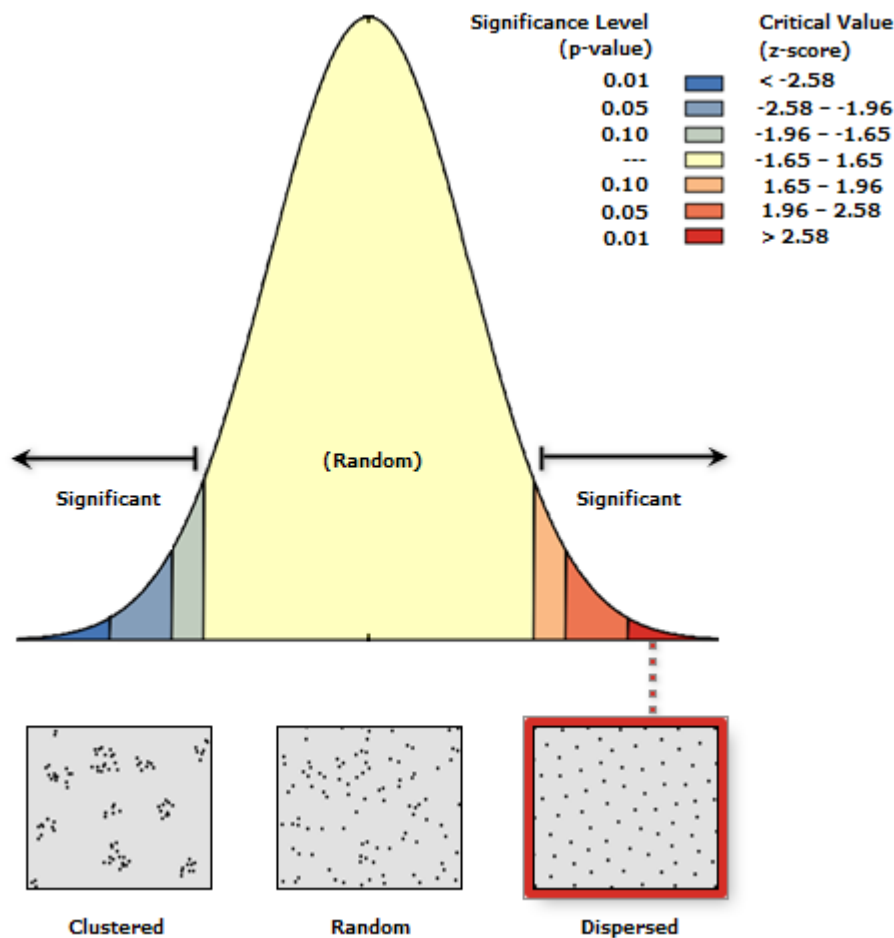 Significance Level Critical Value
(p-value) (z-score)
0.01 < -2.58
0.05 -2.58 – -1.96
0.10 -1.96 – -1.65
--- -1.65 – 1.65
0.10 1.65 – 1.96
0.05 1.96 – 2.58
0.01 > 2.58
(Random)
Significant Significant
Clustered Random Dispersed